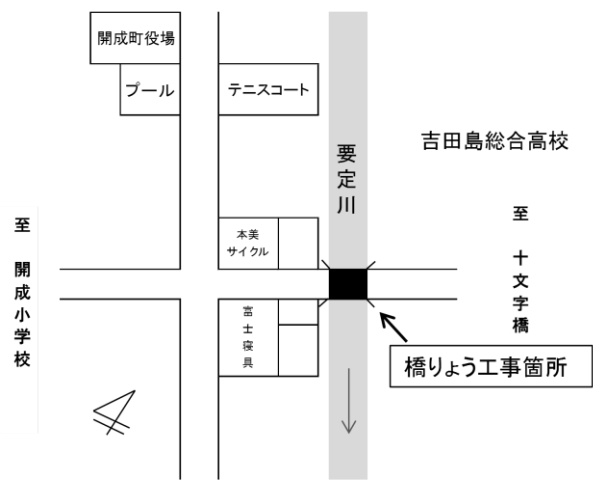 開成町役場
プール
テニスコート
要定川
吉田島総合高校
至 開成小学校
本美
サイクル
至 十文字橋
富士寝具
橋りょう工事箇所